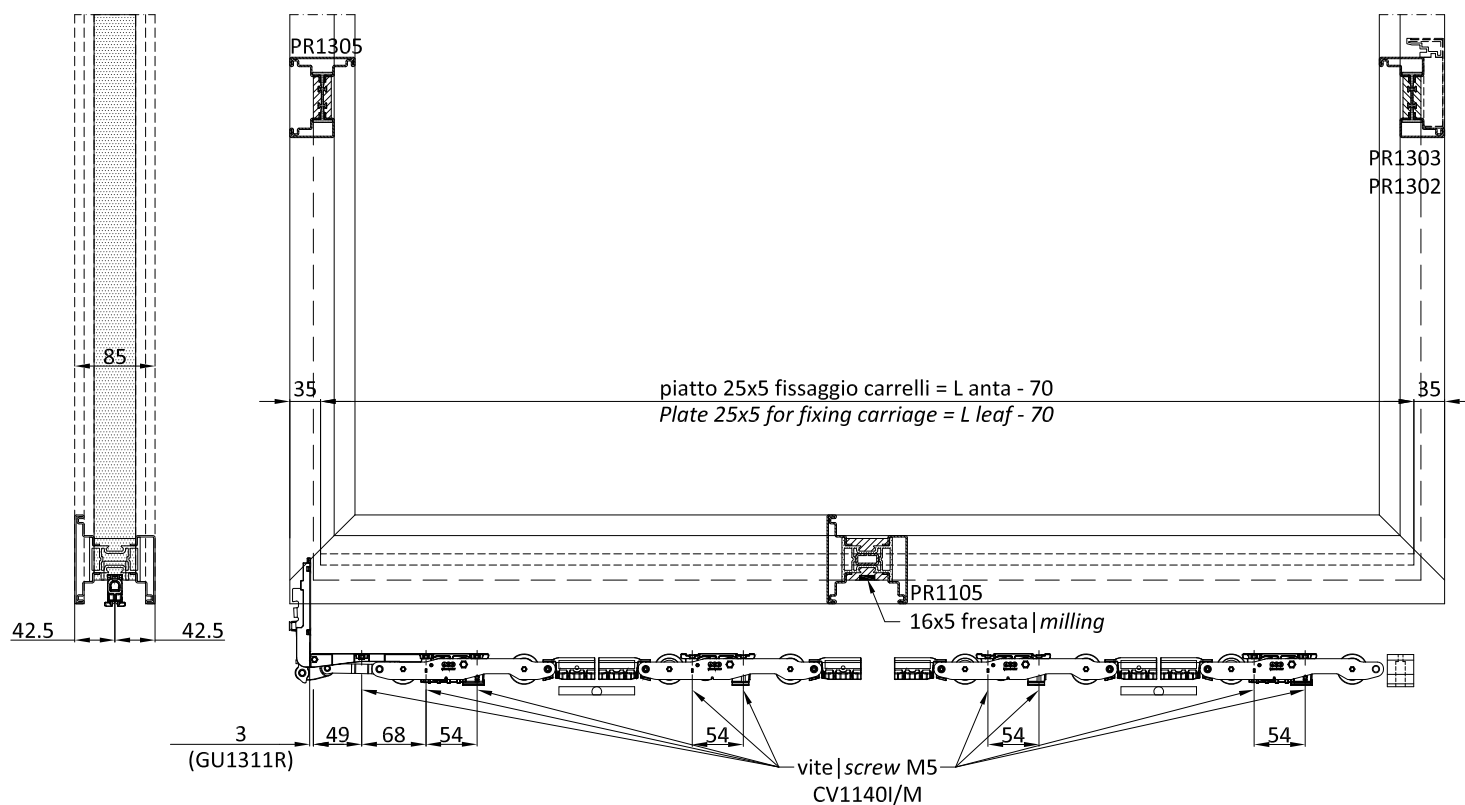 PR1305
PR1303
PR1302
85
35
piatto 25x5 fissaggio carrelli = L anta - 70
35
Plate 25x5 for fixing carriage = L leaf - 70
PR1105
16x5 fresata|milling
42.5
42.5
3
49
68
54
54
54
54
(GU1311R)
vite|screw M5
CV1140I/M